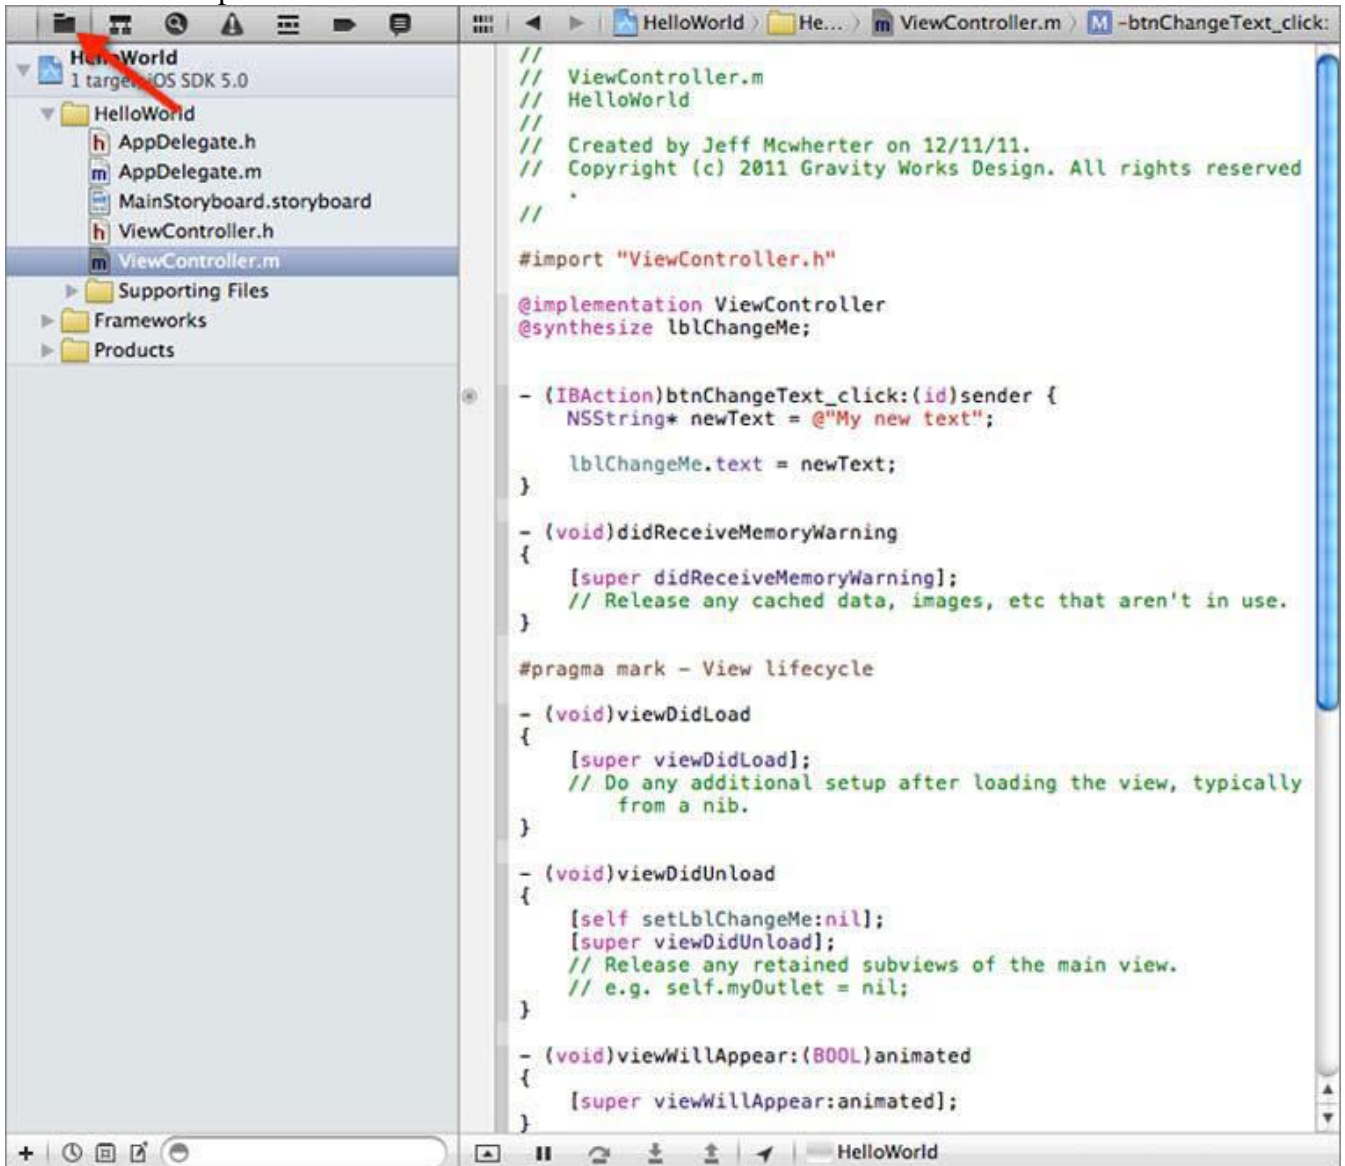 HelloWorld He... ViewController.m -btnChangeText_click:
HelloWorld
1 target, iOS SDK 5.0
HelloWorld
h AppDelegate.h
m AppDelegate.m
MainStoryboard.storyboard
h ViewController.h
m ViewController.m
Supporting Files
Frameworks
Products
//
//  ViewController.m
//  HelloWorld
//
//  Created by Jeff Mcwherter on 12/11/11.
//  Copyright (c) 2011 Gravity Works Design. All rights reserved
.
//
#import "ViewController.h"
@implementation ViewController
@synthesize lblChangeMe;
- (IBAction)btnChangeText_click:(id)sender {
NSString* newText = @"My new text";
lblChangeMe.text = newText;
}
- (void)didReceiveMemoryWarning
{
[super didReceiveMemoryWarning];
// Release any cached data, images, etc that aren't in use.
}
#pragma mark - View lifecycle
- (void)viewDidLoad
{
[super viewDidLoad];
// Do any additional setup after loading the view, typically
from a nib.
}
- (void)viewDidUnload
{
[self setLblChangeMe:nil];
[super viewDidUnload];
// Release any retained subviews of the main view.
// e.g. self.myOutlet = nil;
}
- (void)viewWillAppear:(BOOL)animated
{
[super viewWillAppear:animated];
}
HelloWorld